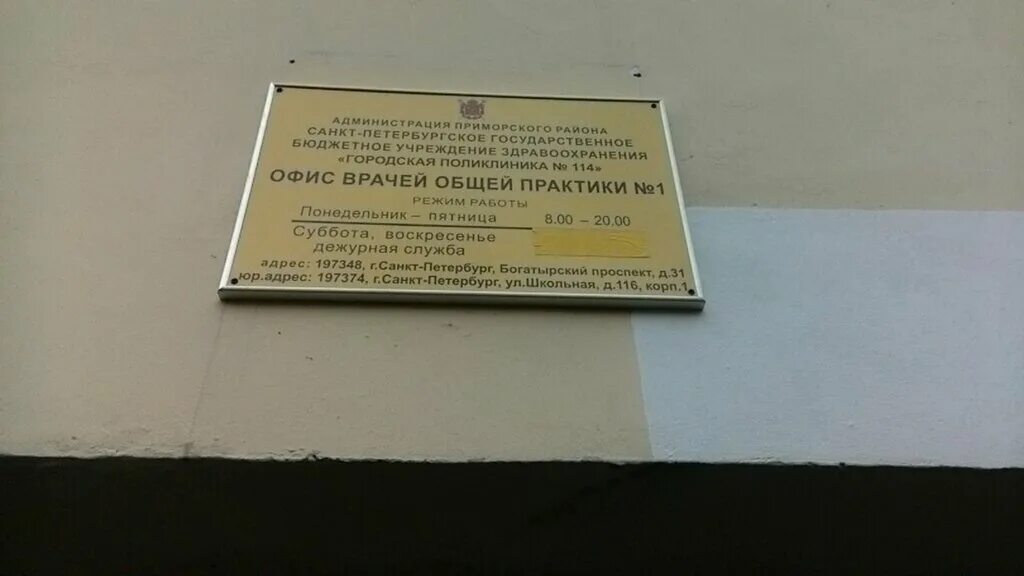 АДМИНИСТРАЦИЯ ПРИМОРСКОГО РАЙОНА
САНКТ-ПЕТЕРБУРГСКОЕ ГОСУДАРСТВЕННОЕ
БЮДЖЕТНОЕ УЧРЕЖДЕНИЕ ЗДРАВООХРАНЕНИЯ
«ГОРОДСКАЯ ПОЛИКЛИНИКА № 114»
ОФИС ВРАЧЕЙ ОБЩЕЙ ПРАКТИКИ №1
РЕЖИМ РАБОТЫ
Понедельник – пятница 8.00 – 20.00
Суббота, воскресенье
дежурная служба
адрес: 197348, г.Санкт-Петербург, Богатырский проспект, д.31
юр.адрес: 197374, г.Санкт-Петербург, ул.Школьная, д.116, корп.1